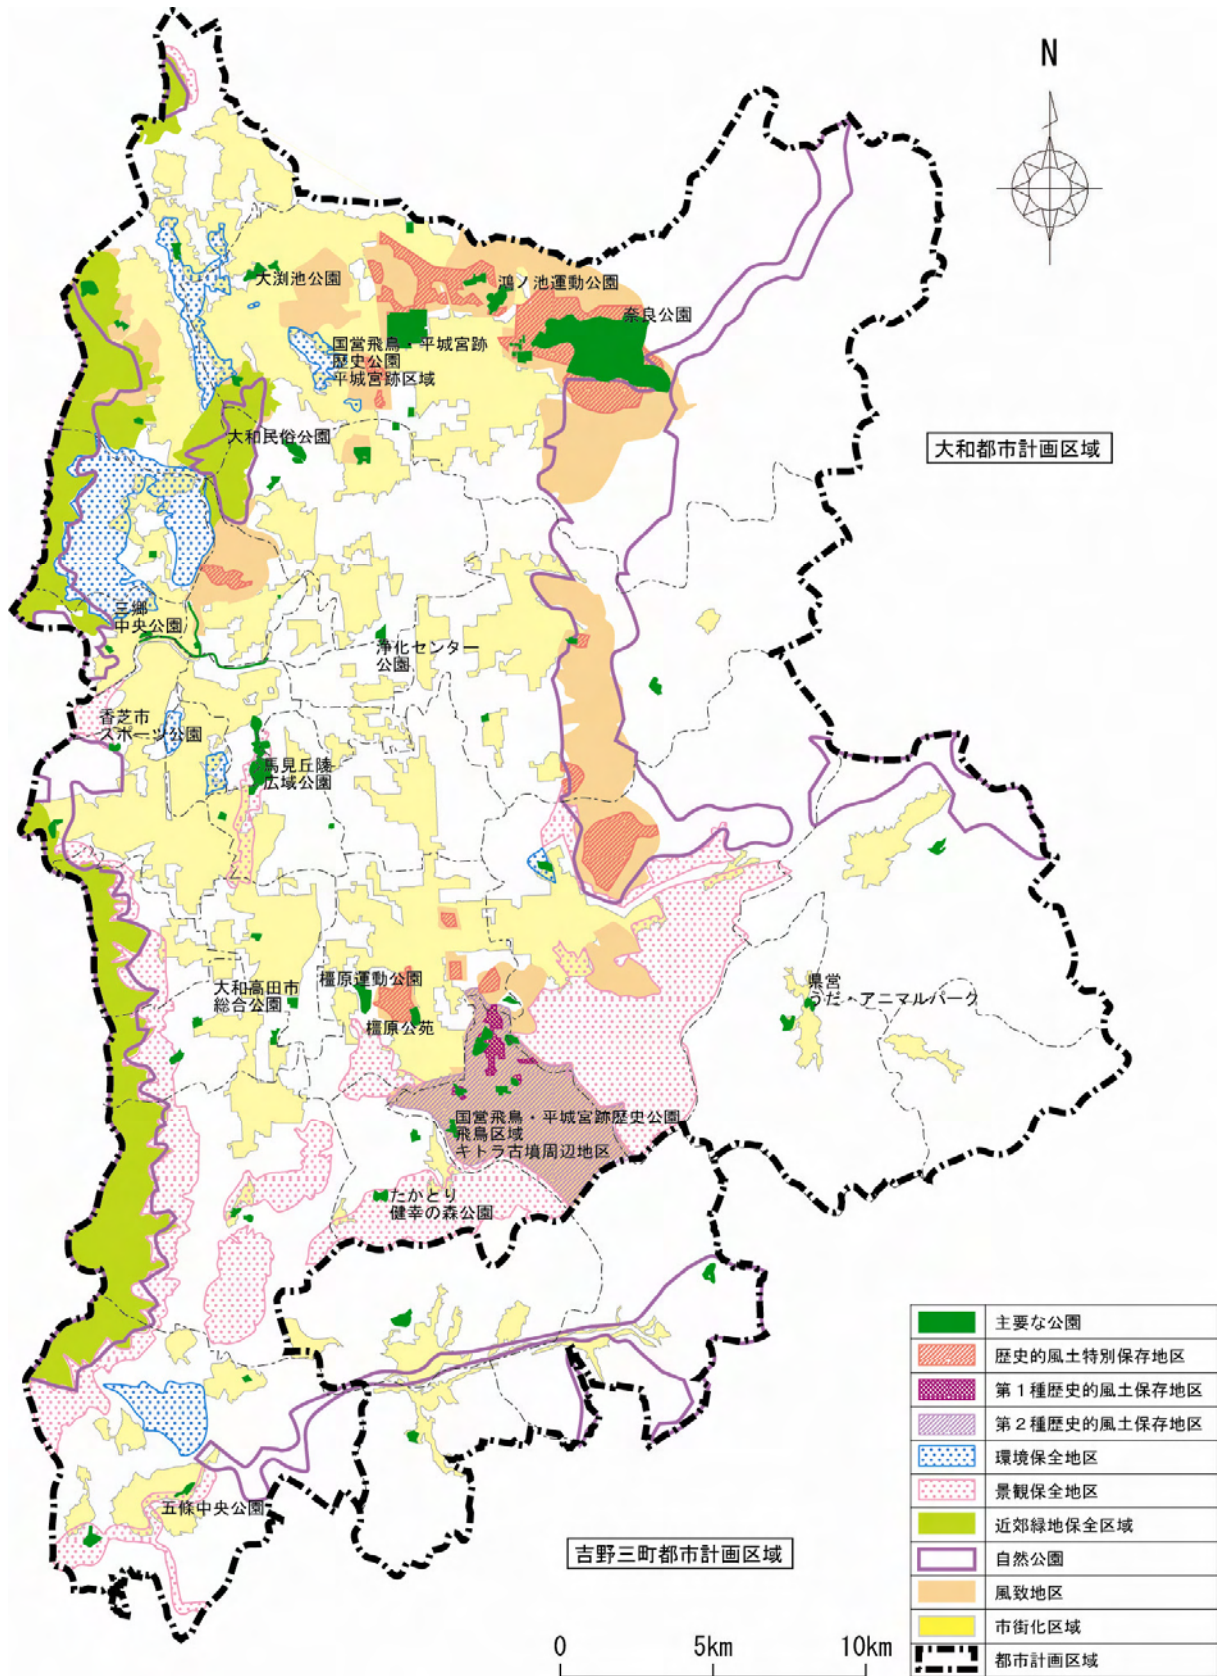 N
大渕池公園
鴻ノ池運動公園
奈良公園
国営飛鳥・平城宮跡
歴史公園
平城宮跡区域
大和民俗公園
大和都市計画区域
三郷
中央公園
浄化センター
公園
香芝市
スポーツ公園
馬見丘陵
広域公園
大和高田市
総合公園
橿原運動公園
橿原公苑
県営
うだ・アニマルパーク
国営飛鳥・平城宮跡歴史公園
飛鳥区域
キトラ古墳周辺地区
たかとり
健幸の森公園
五條中央公園
吉野三町都市計画区域
主要な公園
歴史的風土特別保存地区
第1種歴史的風土保存地区
第2種歴史的風土保存地区
環境保全地区
景観保全地区
近郊緑地保全区域
自然公園
風致地区
市街化区域
都市計画区域
0 5km 10km